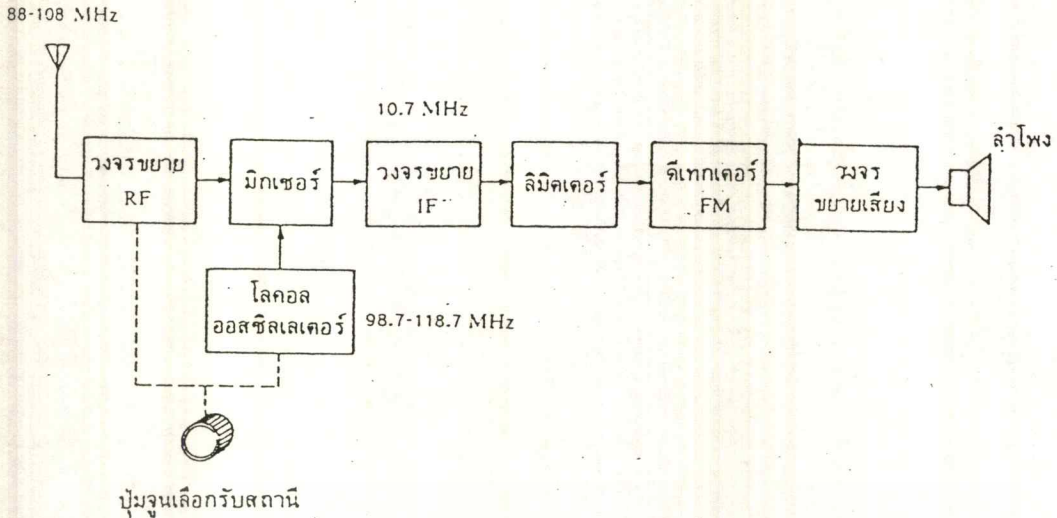 88-108 MHz
10.7 MHz
ลำโพง
วงจรขยาย
RF
มิกเซอร์
วงจรขยาย
IF
ลิมิตเตอร์
ดีเทกเตอร์
FM
วงจร
ขยายเสียง
โลคอล
ออสซิลเลเตอร์
98.7-118.7 MHz
ปุ่มจูนเลือกรับสถานี